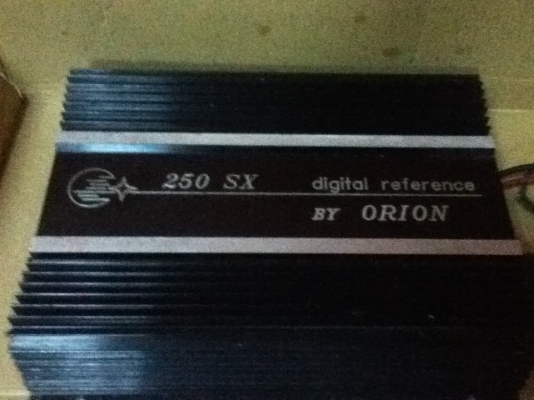 250 SX digital reference
BY ORION